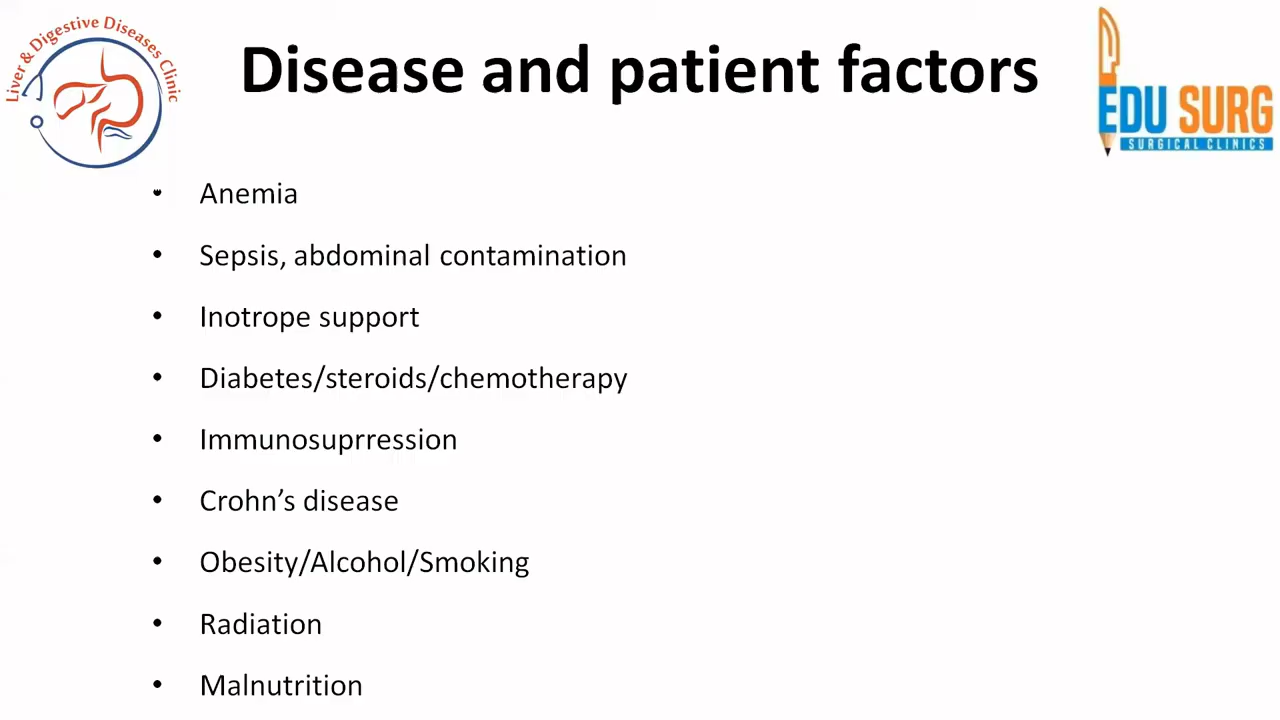 Liver & Digestive Diseases Clinic
Disease and patient factors
EDU SURG
SURGICAL CLINICS
• Anemia
• Sepsis, abdominal contamination
• Inotrope support
• Diabetes/steroids/chemotherapy
• Immunosuprression
• Crohn’s disease
• Obesity/Alcohol/Smoking
• Radiation
• Malnutrition